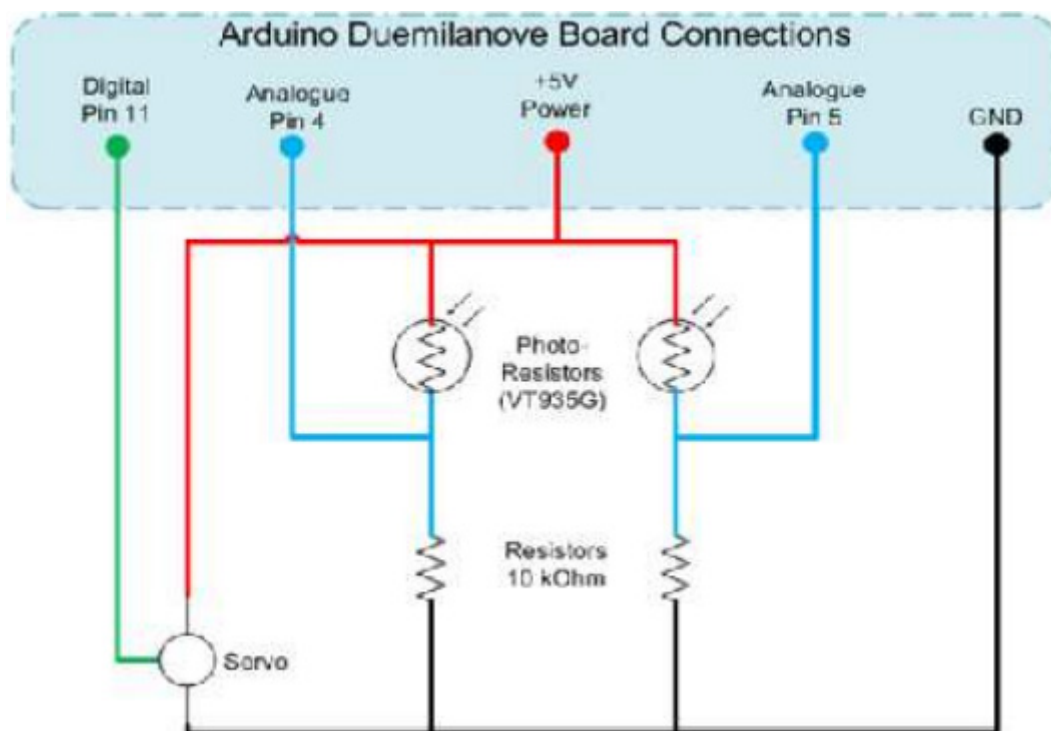 Arduino Duemilanove Board Connections
Digital
Pin 11
Analogue
Pin 4
+5V
Power
Analogue
Pin 5
GND
Photo-
Resistors
(VT935G)
Resistors
10 kOhm
Servo